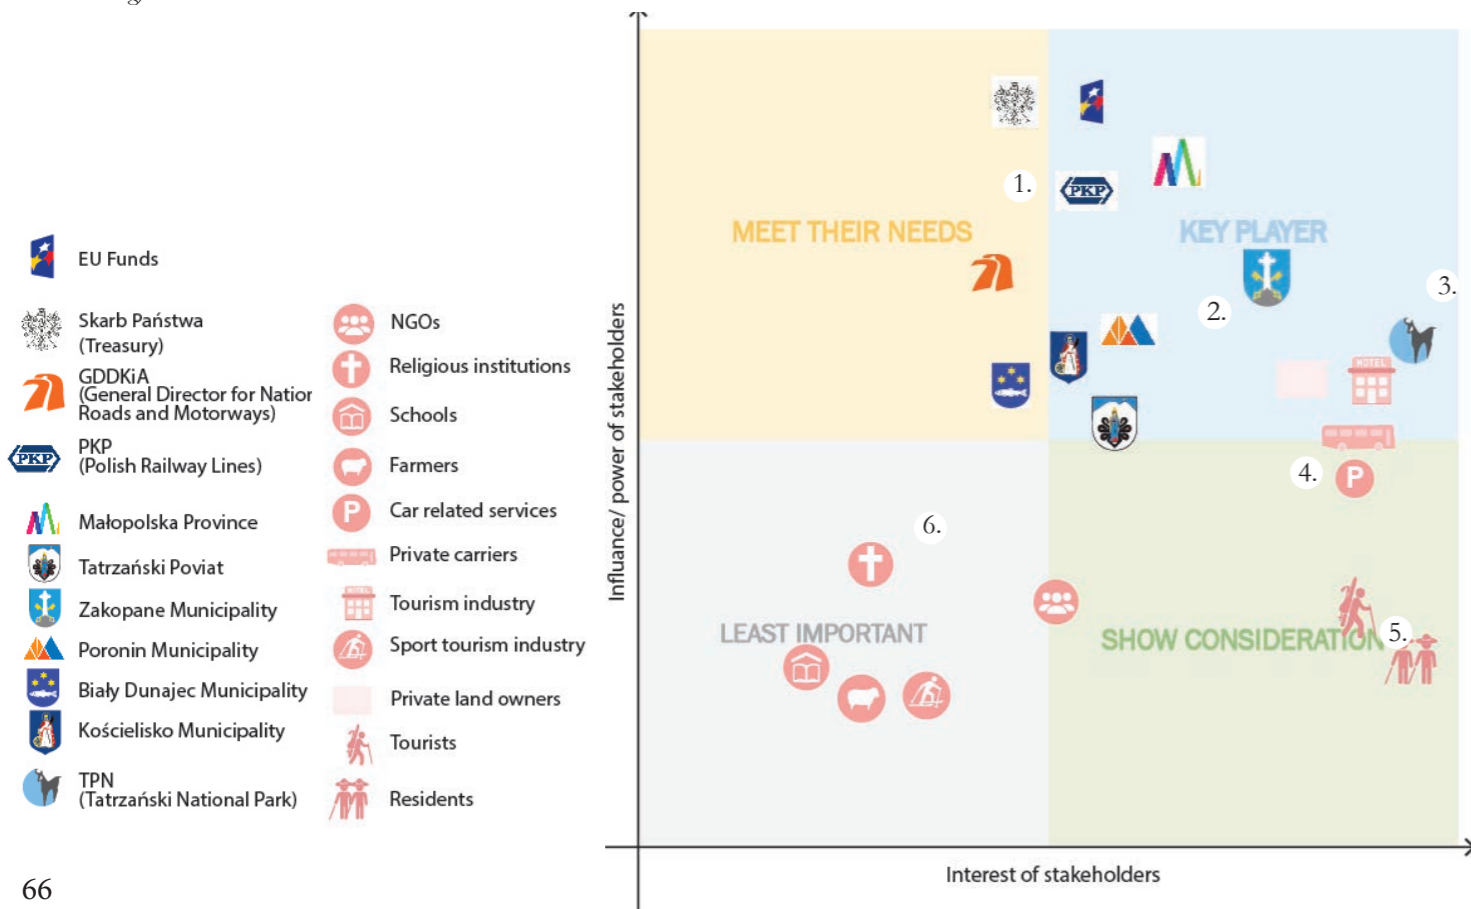 EU Funds
Skarb Państwa
(Treasury)
GDDKiA
(General Director for Nation
Roads and Motorways)
PKP
PKP
(Polish Railway Lines)
Małopolska Province
Tatrzański Poviat
Zakopane Municipality
Poronin Municipality
Biały Dunajec Municipality
Kościelisko Municipality
TPN
(Tatrzański National Park)
NGOs
Religious institutions
Schools
Farmers
P
Car related services
Private carriers
HOTEL
Tourism industry
Sport tourism industry
Private land owners
Tourists
Residents
66
Influance/ power of stakeholders
1.
PKP
MEET THEIR NEEDS
KEY PLAYER
2.
3.
HOTEL
4.
P
6.
LEAST IMPORTANT
SHOW CONSIDERATION
5.
Interest of stakeholders